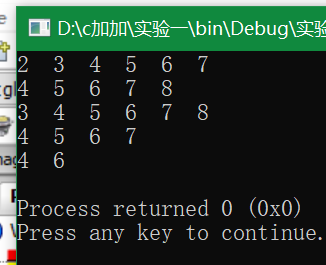 D:\c加加\实验一\bin\Debug\实验
2 3 4 5 6 7
4 5 6 7 8
3 4 5 6 7 8
4 5 6 7
4 6
Process returned 0 (0x0)
Press any key to continue.